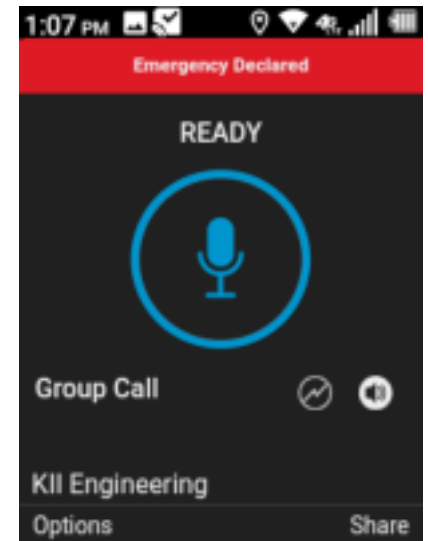 1:07 PM
Emergency Declared
READY
Group Call
KII Engineering
Options Share